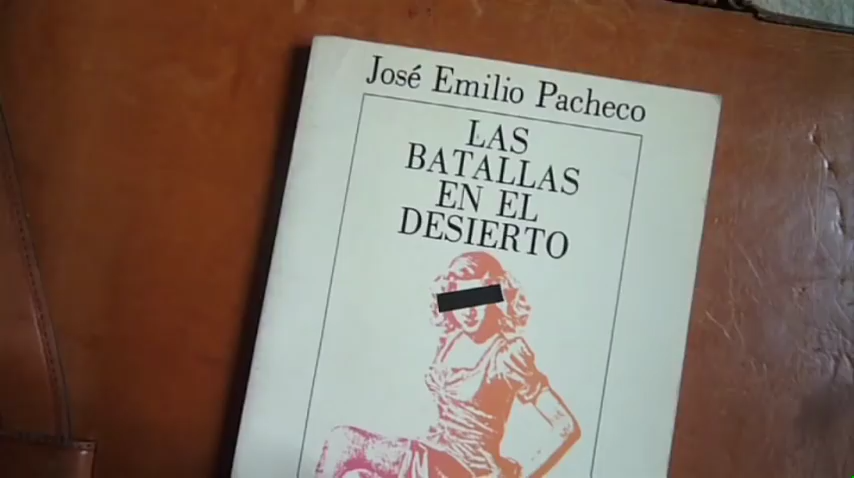 José Emilio Pacheco
LAS
BATALLAS
EN EL
DESIERTO